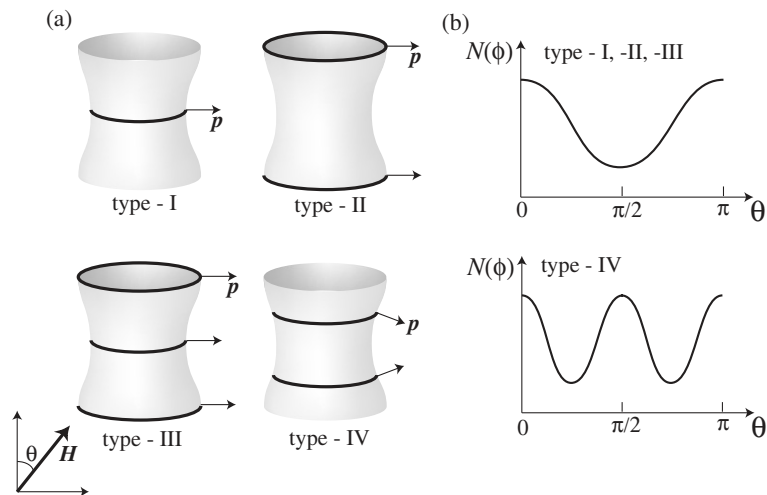 (a)
p
type - I
p
type - II
p
type - III
p
type - IV
θ
H
(b)
N(ϕ)
type - I, -II, -III
0
π/2
π
θ
N(ϕ)
type - IV
0
π/2
π
θ